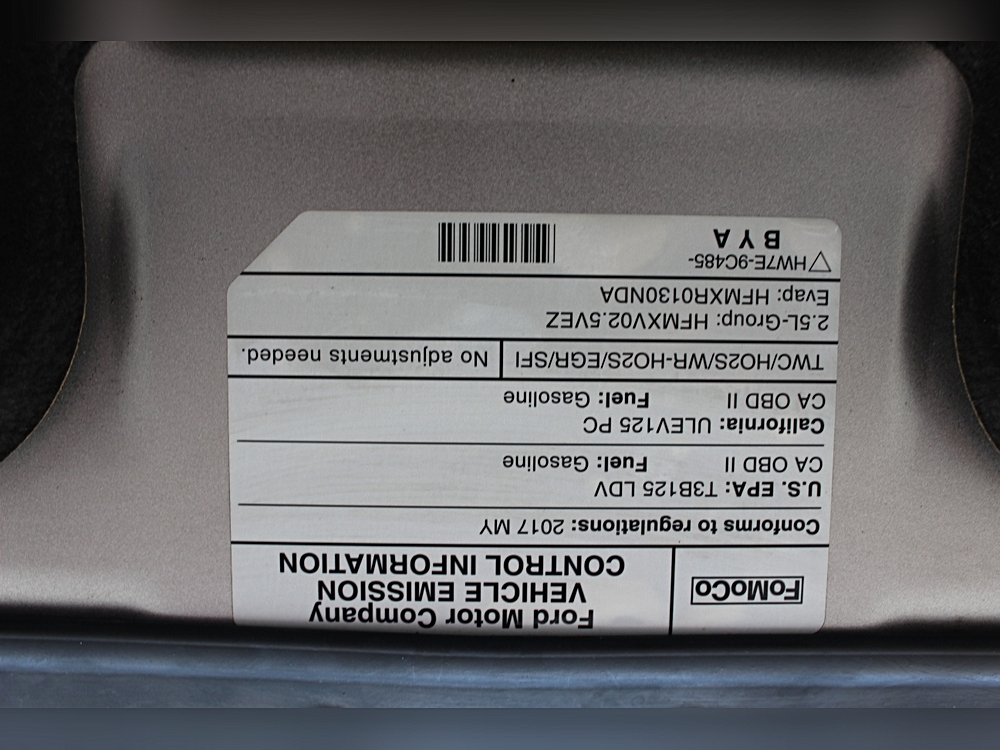 FoMoCo
Ford Motor Company
VEHICLE EMISSION
CONTROL INFORMATION
Conforms to regulations: 2017 MY
U.S. EPA: T3B125 LDV
CA OBD II Fuel: Gasoline
California: ULEV125 PC
CA OBD II Fuel: Gasoline
TWC/HO2S/WR-HO2S/EGR/SFI No adjustments needed.
2.5L-Group: HFMXV02.5VEZ
Evap: HFMXR0130NDA
HW7E-9C485-
BYA